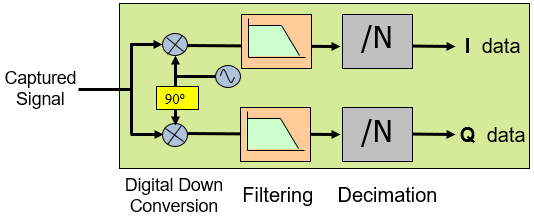 /N
I data
Captured
Signal
90º
/N
Q data
Digital Down
Conversion
Filtering
Decimation